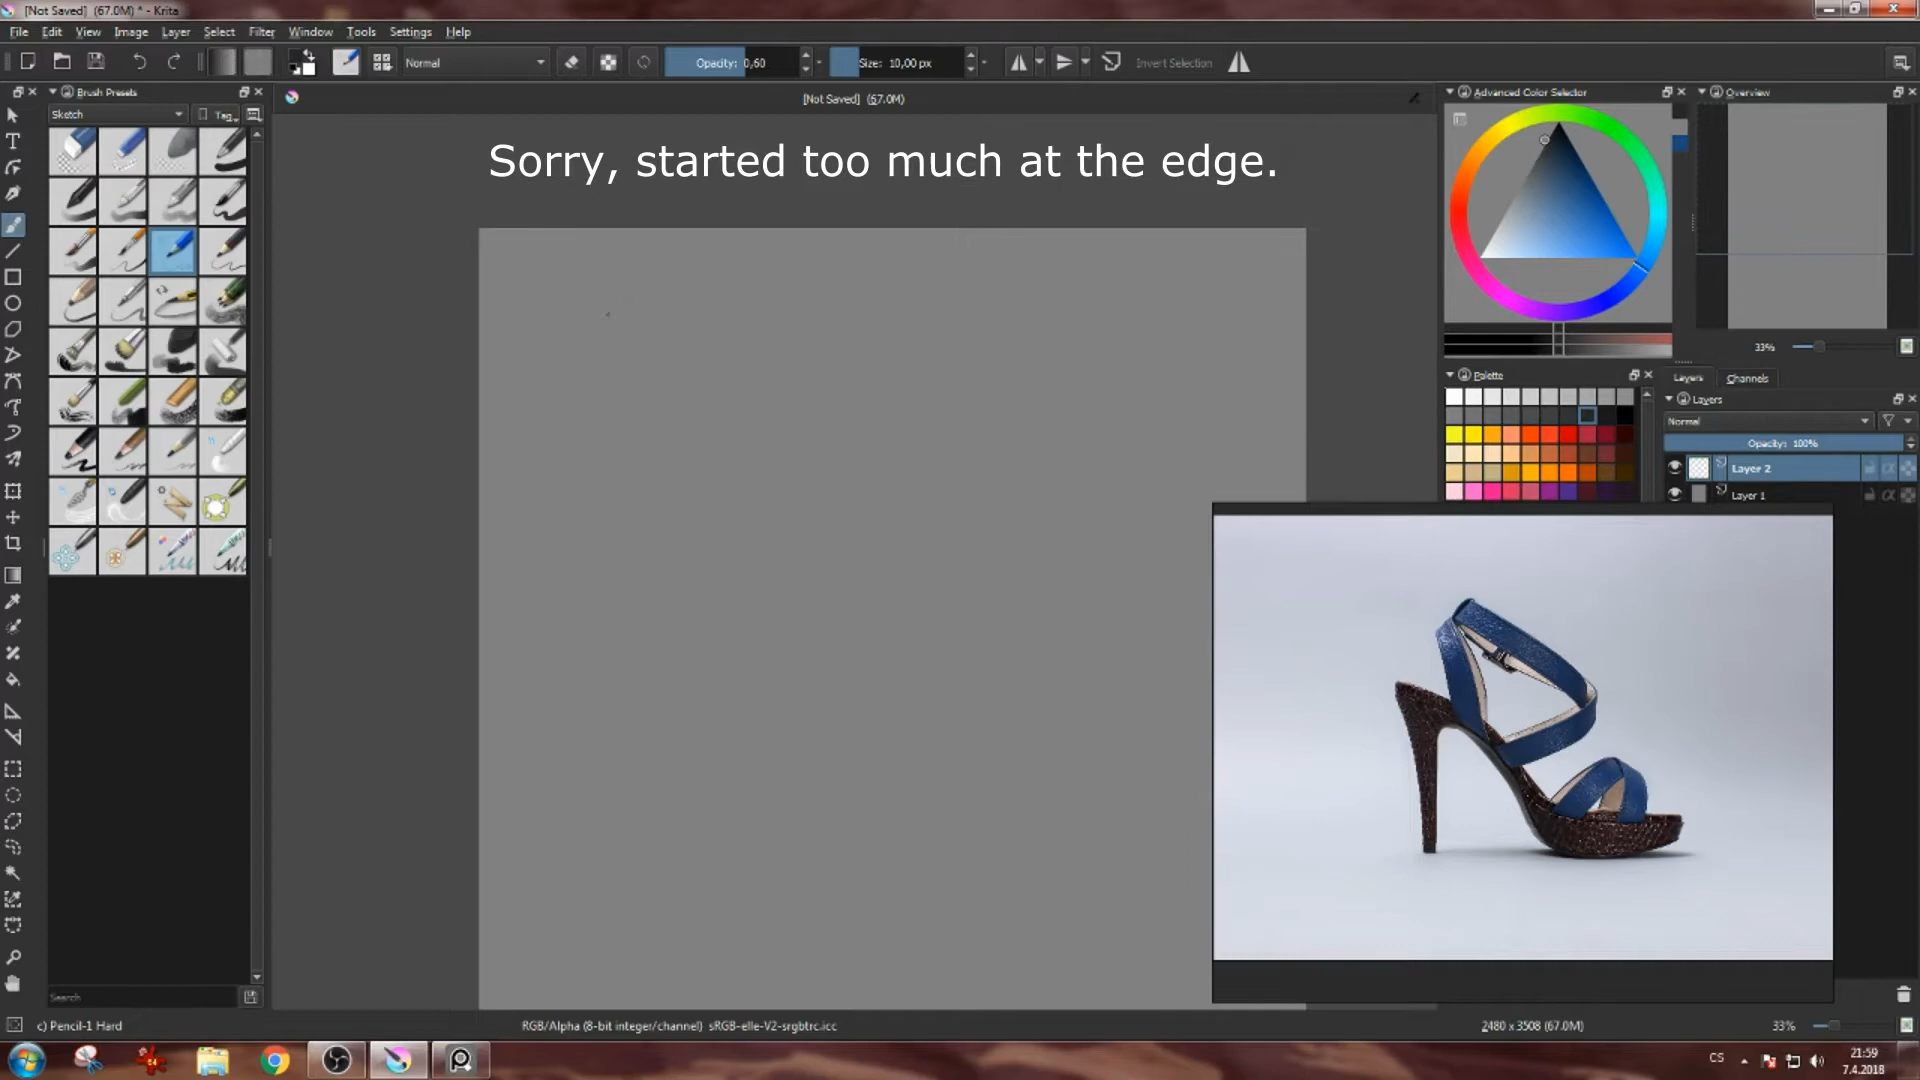 [Not Saved] (67.0M) * - Krita
File Edit View Image Layer Select Filter Window Tools Settings Help
Normal
Opacity: 0,60
Size: 10,00 px
Invert Selection
Brush Presets
[Not Saved] (67.0M)
Advanced Color Selector
Overview
Sketch
Tag
Sorry, started too much at the edge.
33%
Palette
Layers Channels
Layers
Normal
Opacity: 100%
Layer 2
Layer 1
Search
c) Pencil-1 Hard
RGB/Alpha (8-bit integer/channel) sRGB-elle-V2-srgbtrc.icc
2480 x 3508 (67.0M)
33%
CS
21:59
7.4.2018